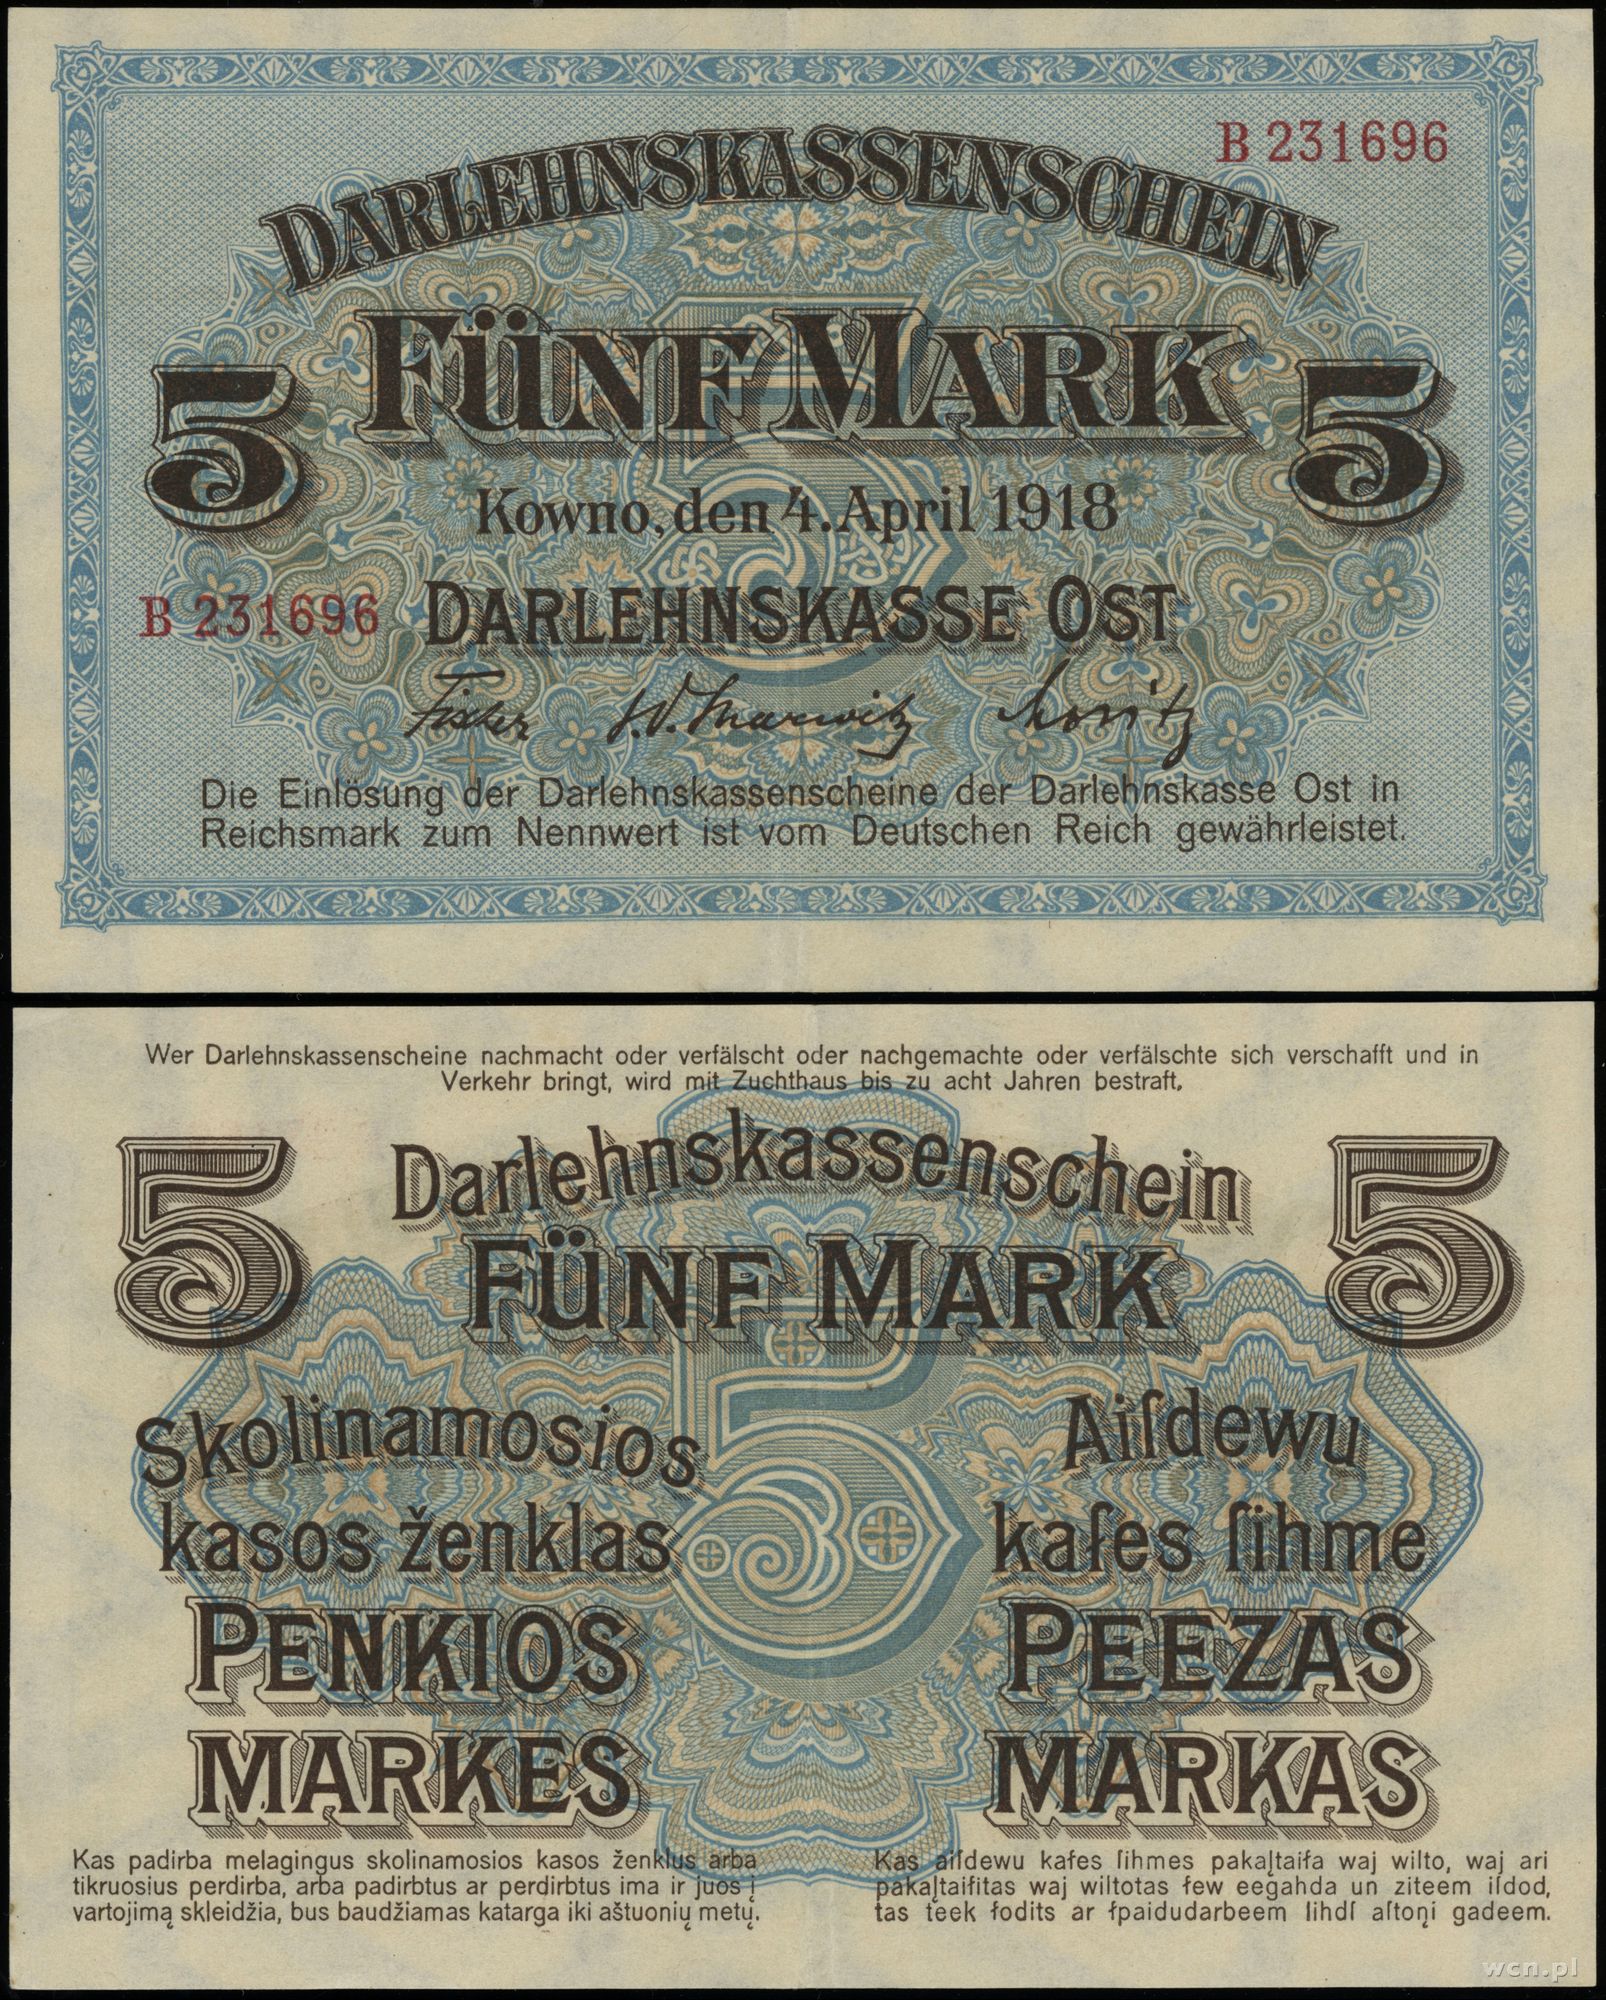 B 231696
DARLEHNSKASSENSCHEIN
FÜNF MARK
5 5
Kowno, den 4. April 1918
B 231696 DARLEHNSKASSE OST
Fischer Moritz
Die Einlösung der Darlehnskassenscheine der Darlehnskasse Ost in
Reichsmark zum Nennwert ist vom Deutschen Reich gewährleistet.
Wer Darlehnskassenscheine nachmacht oder verfälscht oder nachgemachte oder verfälschte sich verschafft und in
Verkehr bringt, wird mit Zuchthaus bis zu acht Jahren bestraft.
5 Darlehnskassenschein 5
FÜNF MARK
5
Skolinamosios
kasos ženklas
PENKIOS
MARKES
Aiſdewu
kaſes ſihme
PEEZAS
MARKAS
Kas padirba melagingus skolinamosios kasos ženklus arba
tikruosius perdirba, arba padirbtus ar perdirbtus ima ir juos į
vartojimą skleidžia, bus baudžiamas katarga iki aštuonių metų.
Kas aiſdewu kaſes ſihmes pakaļtaiſa waj wilto, waj ari
pakaļtaiſitas waj wiltotas ſew eegahda un ziteem iſdod,
tas teek ſodits ar ſpaidudarbeem lihdſ aſtoņi gadeem.
wcn.pl